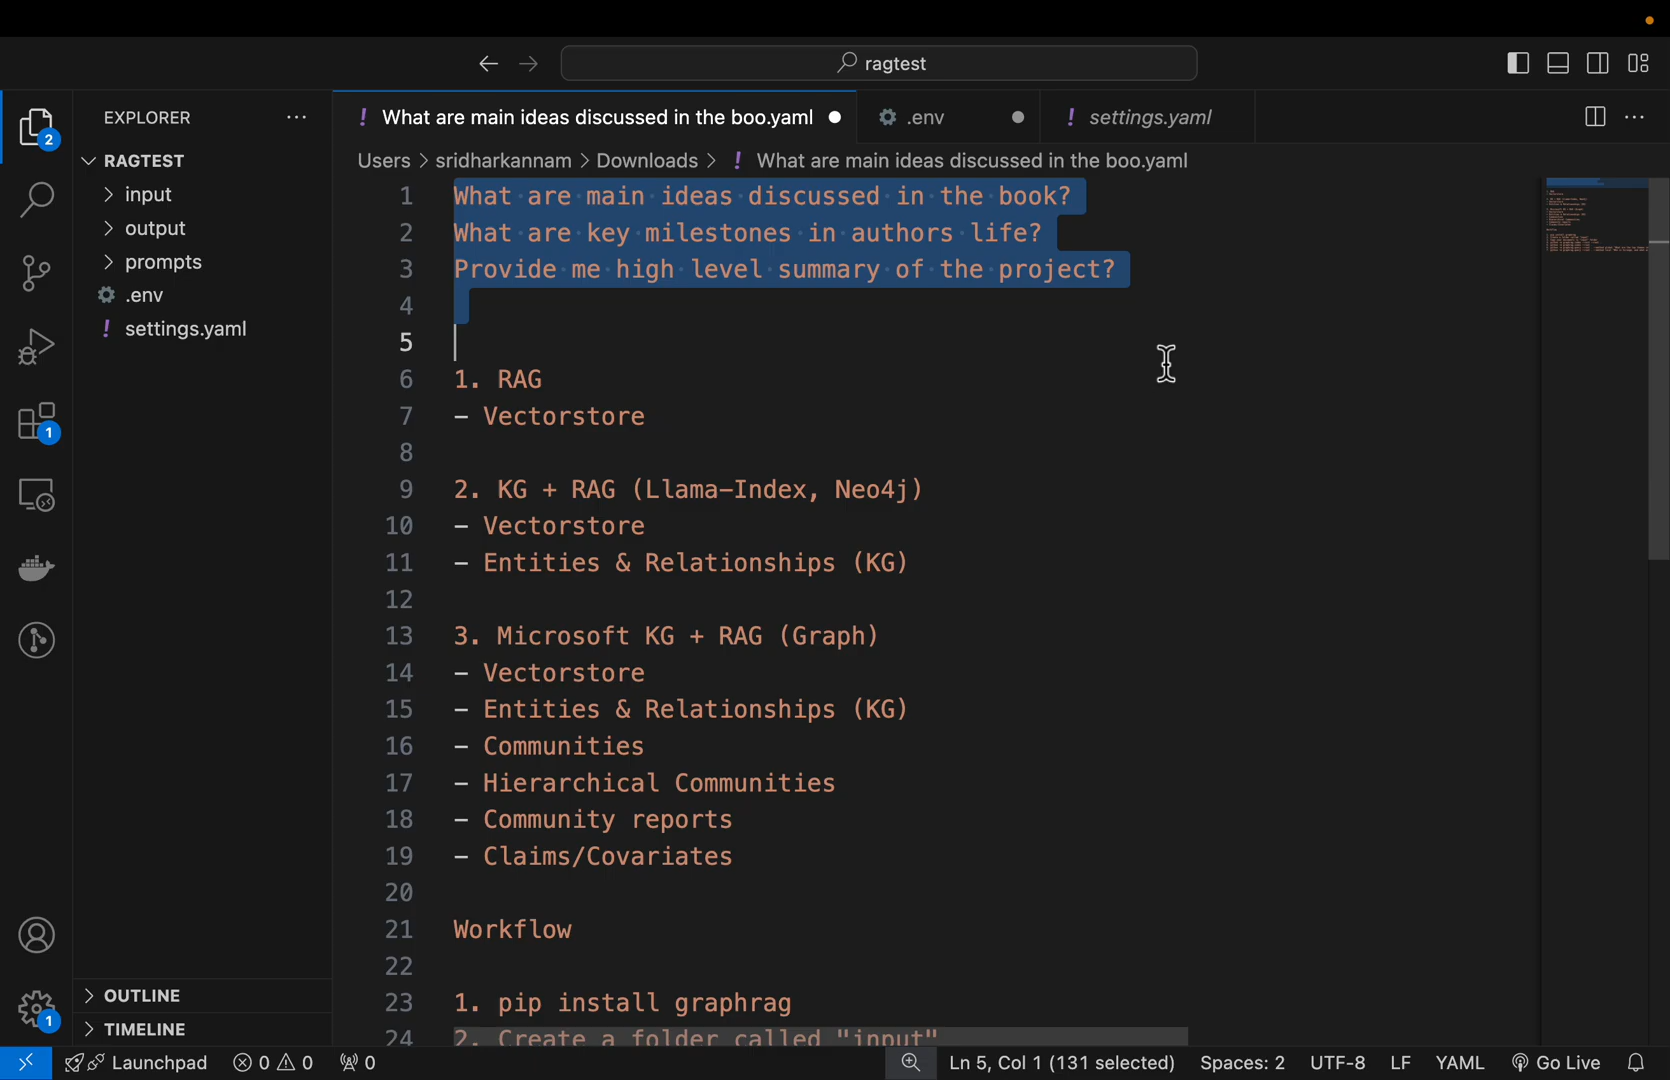 ragtest
EXPLORER
What are main ideas discussed in the boo.yaml
.env
settings.yaml
RAGTEST
Users > sridharkannam > Downloads > ! What are main ideas discussed in the boo.yaml
input
output
prompts
.env
settings.yaml
1 What are main ideas discussed in the book?
2 What are key milestones in authors life?
3 Provide me high level summary of the project?
4
5
6 1. RAG
7 - Vectorstore
8
9 2. KG + RAG (Llama-Index, Neo4j)
10 - Vectorstore
11 - Entities & Relationships (KG)
12
13 3. Microsoft KG + RAG (Graph)
14 - Vectorstore
15 - Entities & Relationships (KG)
16 - Communities
17 - Hierarchical Communities
18 - Community reports
19 - Claims/Covariates
20
21 Workflow
22
23 1. pip install graphrag
24 2. Create a folder called "input"
2
1
1
OUTLINE
TIMELINE
Launchpad 0 0 0 Ln 5, Col 1 (131 selected) Spaces: 2 UTF-8 LF YAML Go Live